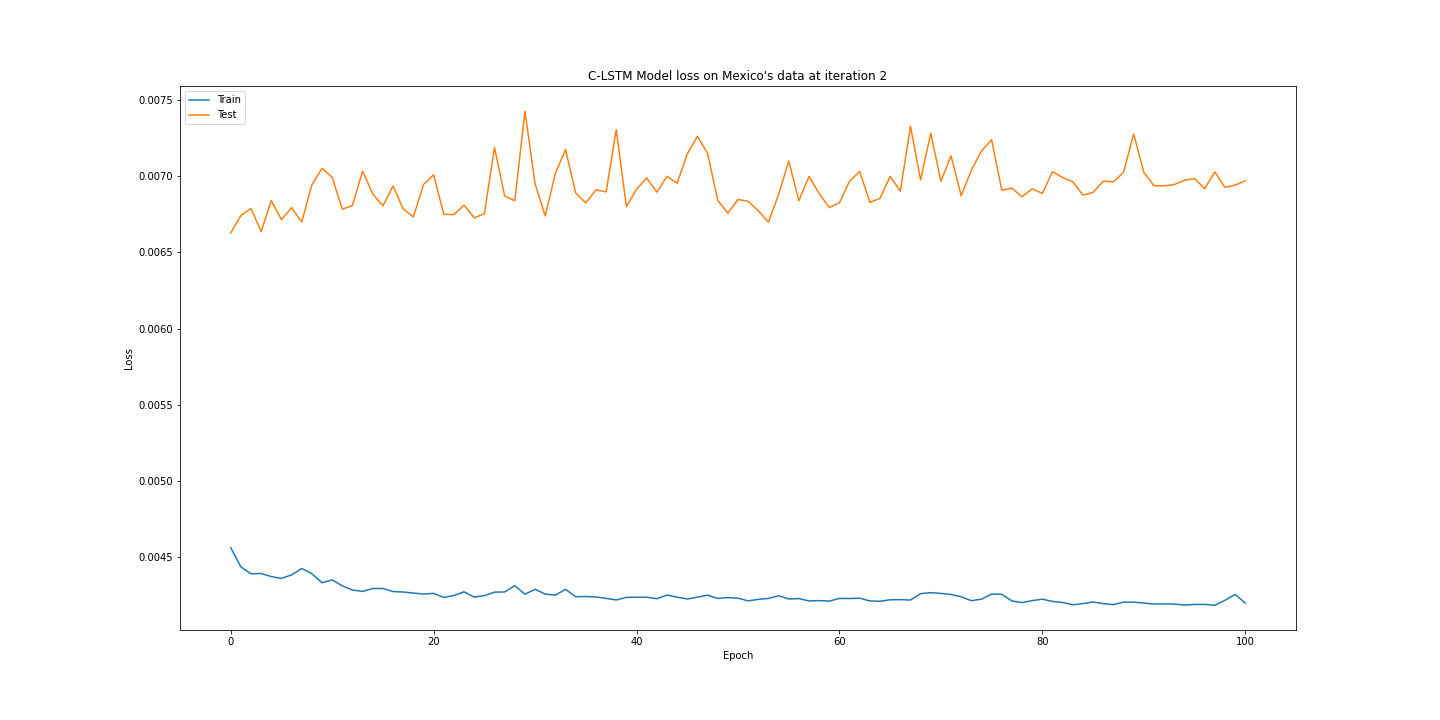 C-LSTM Model loss on Mexico's data at iteration 2
Train
Test
0.0075
0.0070
0.0065
0.0060
0.0055
0.0050
0.0045
Loss
0 20 40 60 80 100
Epoch